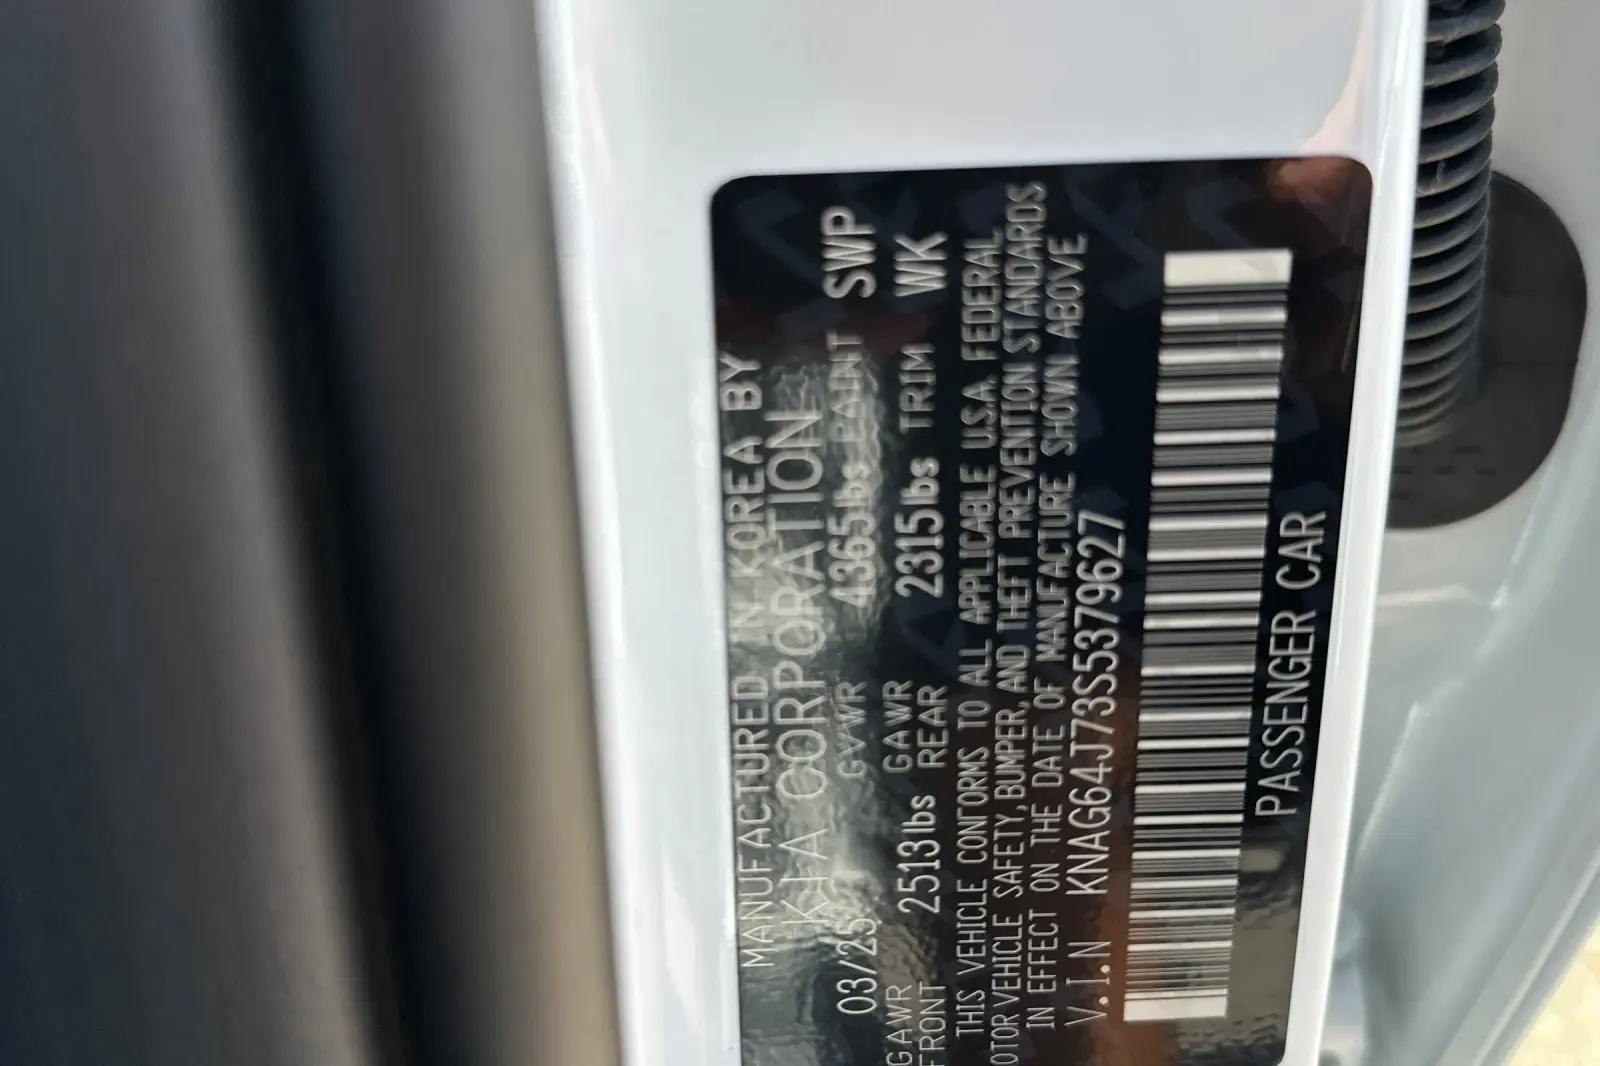 MANUFACTURED IN KOREA BY
KIA CORPORATION
03/25 GVWR 4365lbs PAINT SWP
GAWR FRONT 2513lbs GAWR REAR 2315lbs TRIM WK
THIS VEHICLE CONFORMS TO ALL APPLICABLE U.S.A. FEDERAL
OTOR VEHICLE SAFETY, BUMPER, AND THEFT PREVENTION STANDARDS
IN EFFECT ON THE DATE OF MANUFACTURE SHOWN ABOVE
V.I.N KNAG64J73S5379627
PASSENGER CAR